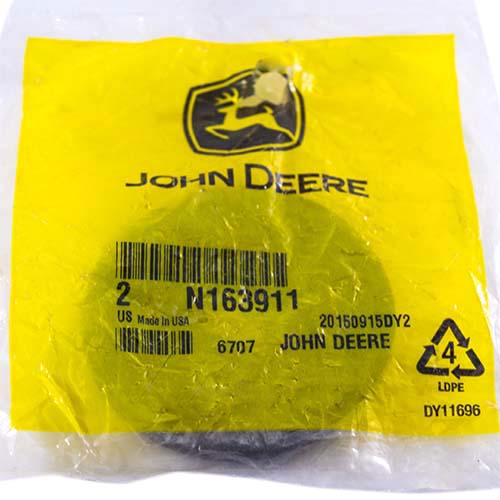 JOHN DEERE
2 N163911
US Made In USA 20150915DY2
6707 JOHN DEERE
4
LDPE
DY11696